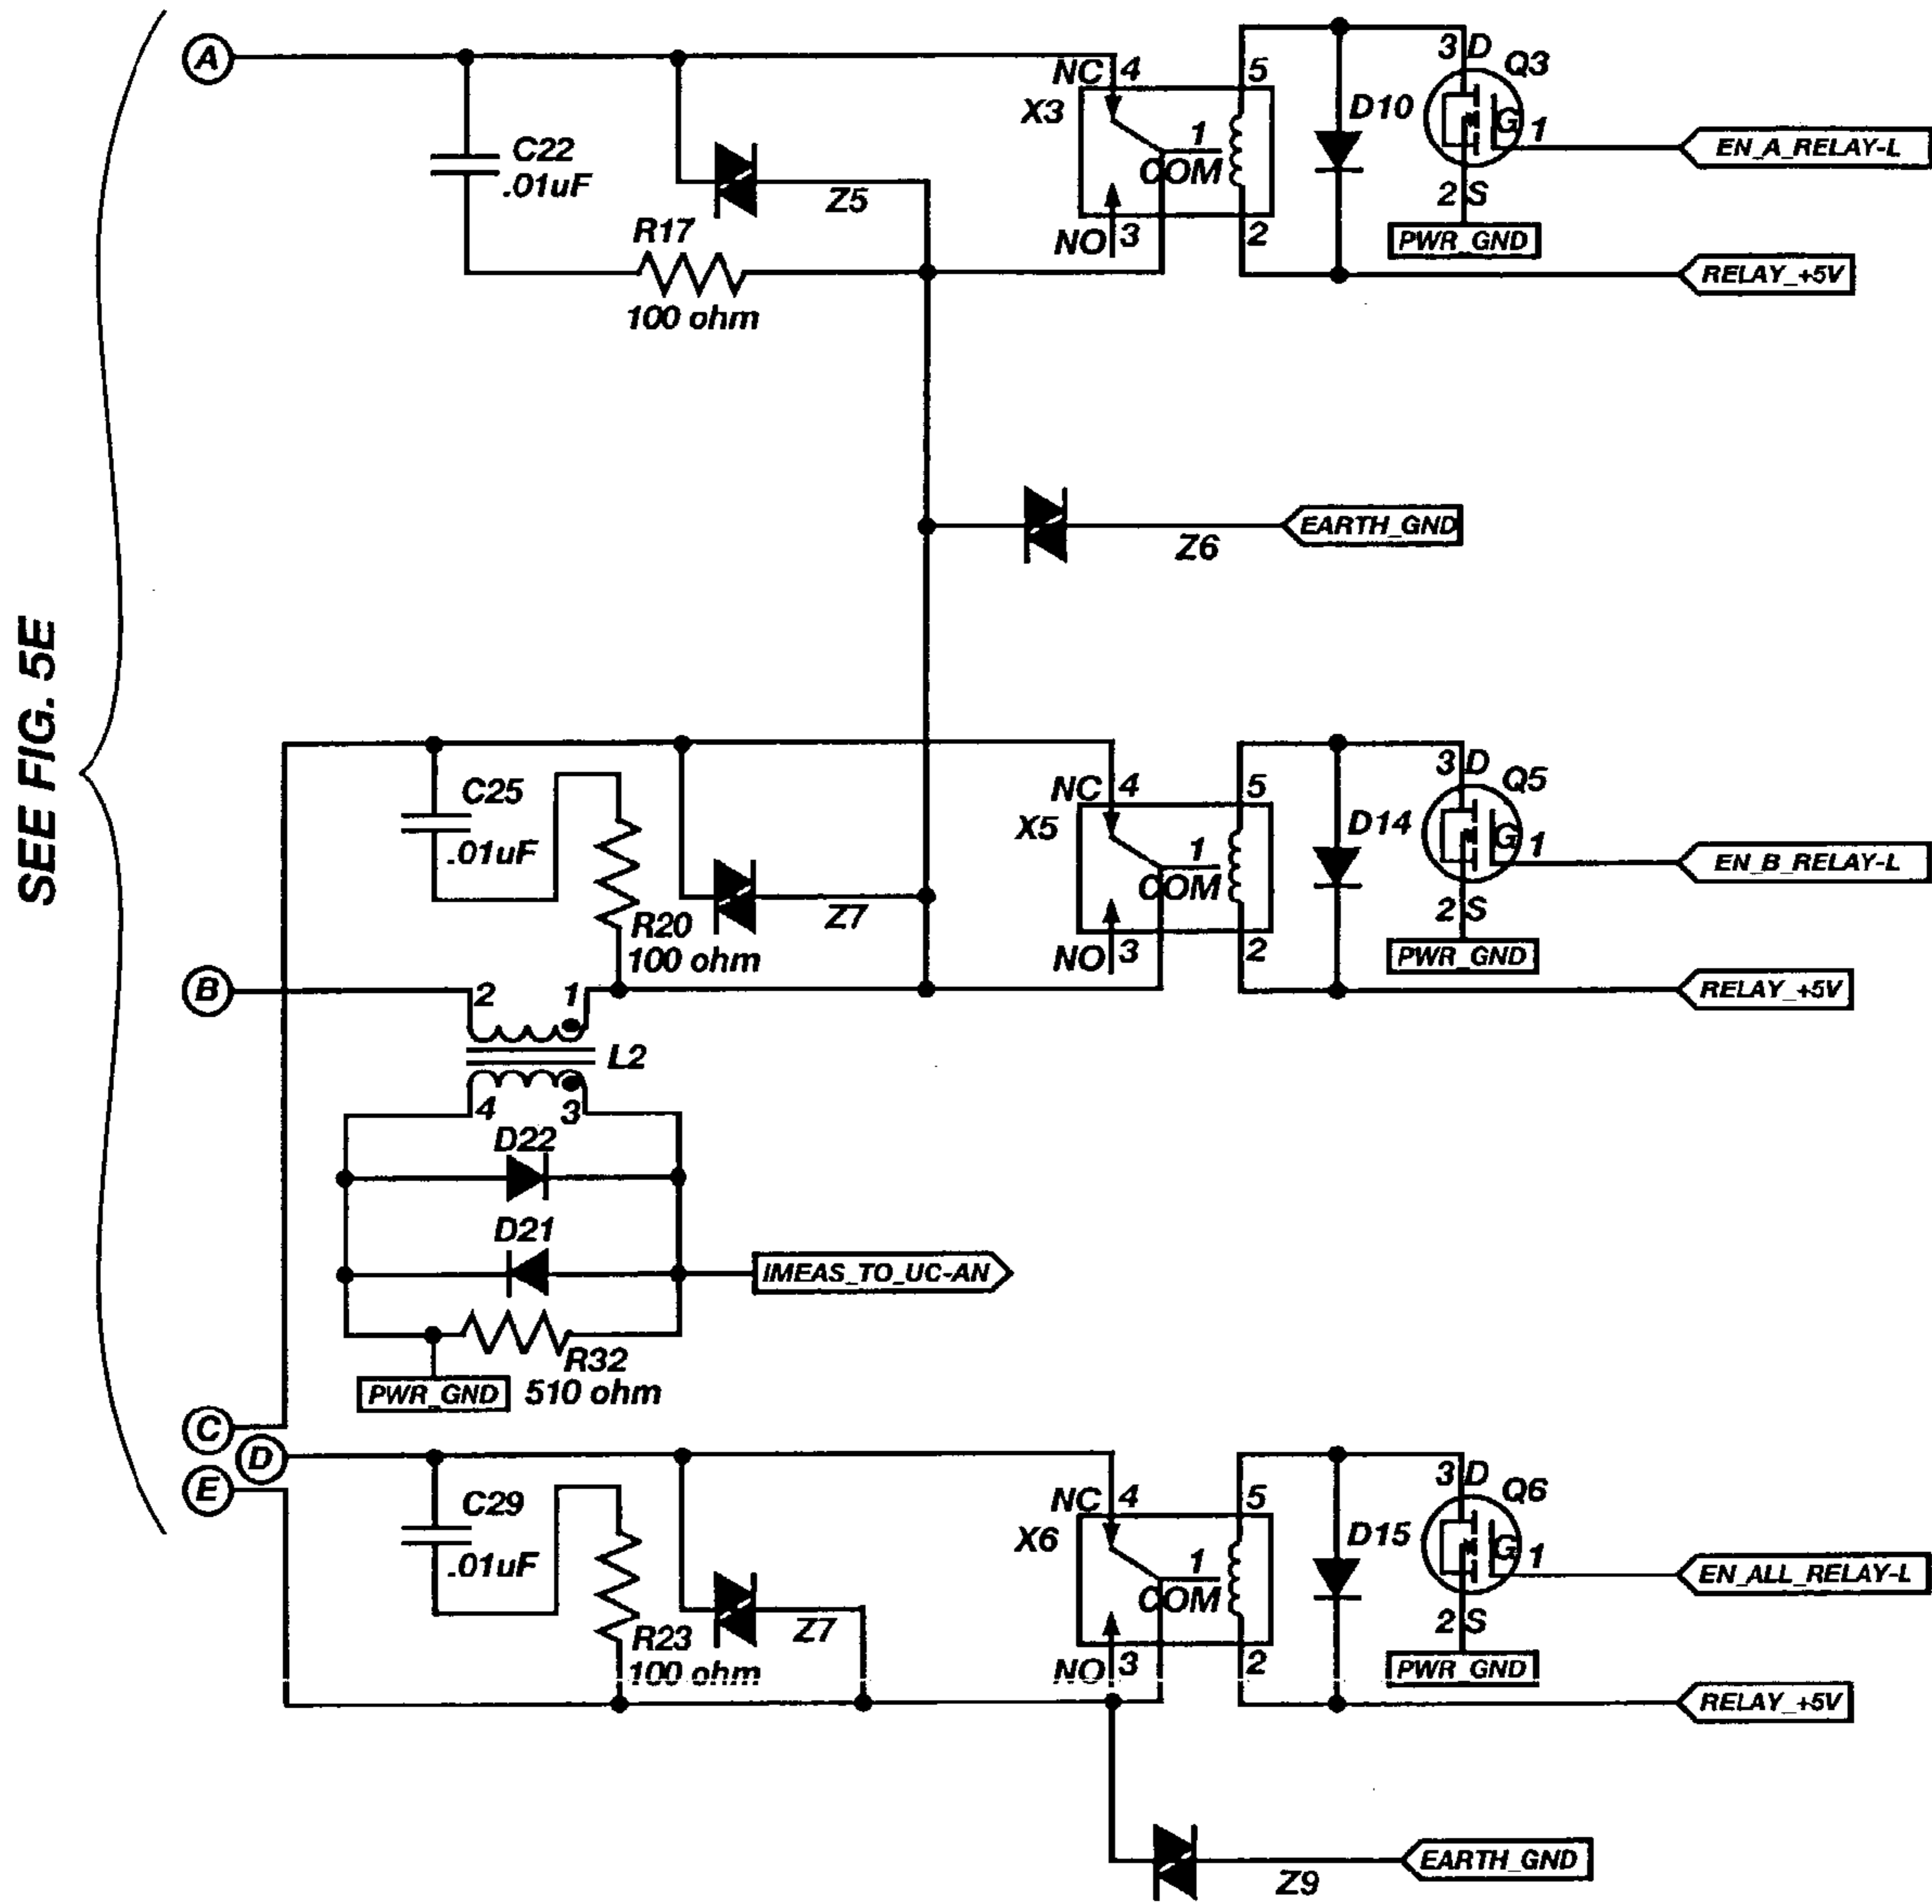 SEE FIG. 5E
A
C22
.01uF
R17
100 ohm
Z5
NC 4
X3
1
COM
NO 3
5
2
D10
3 D
Q3
G 1
2 S
PWR_GND
EN_A_RELAY-L
RELAY_+5V
Z6
EARTH_GND
C25
.01uF
R20
100 ohm
Z7
NC 4
X5
1
COM
NO 3
5
2
D14
3 D
Q5
G 1
2 S
PWR_GND
EN_B_RELAY-L
RELAY_+5V
B
2 1
L2
4 3
D22
D21
IMEAS_TO_UC-AN
R32
510 ohm
PWR_GND
C
D
E
C29
.01uF
R23
100 ohm
Z7
NC 4
X6
1
COM
NO 3
5
2
D15
3 D
Q6
G 1
2 S
PWR_GND
EN_ALL_RELAY-L
RELAY_+5V
Z9
EARTH_GND